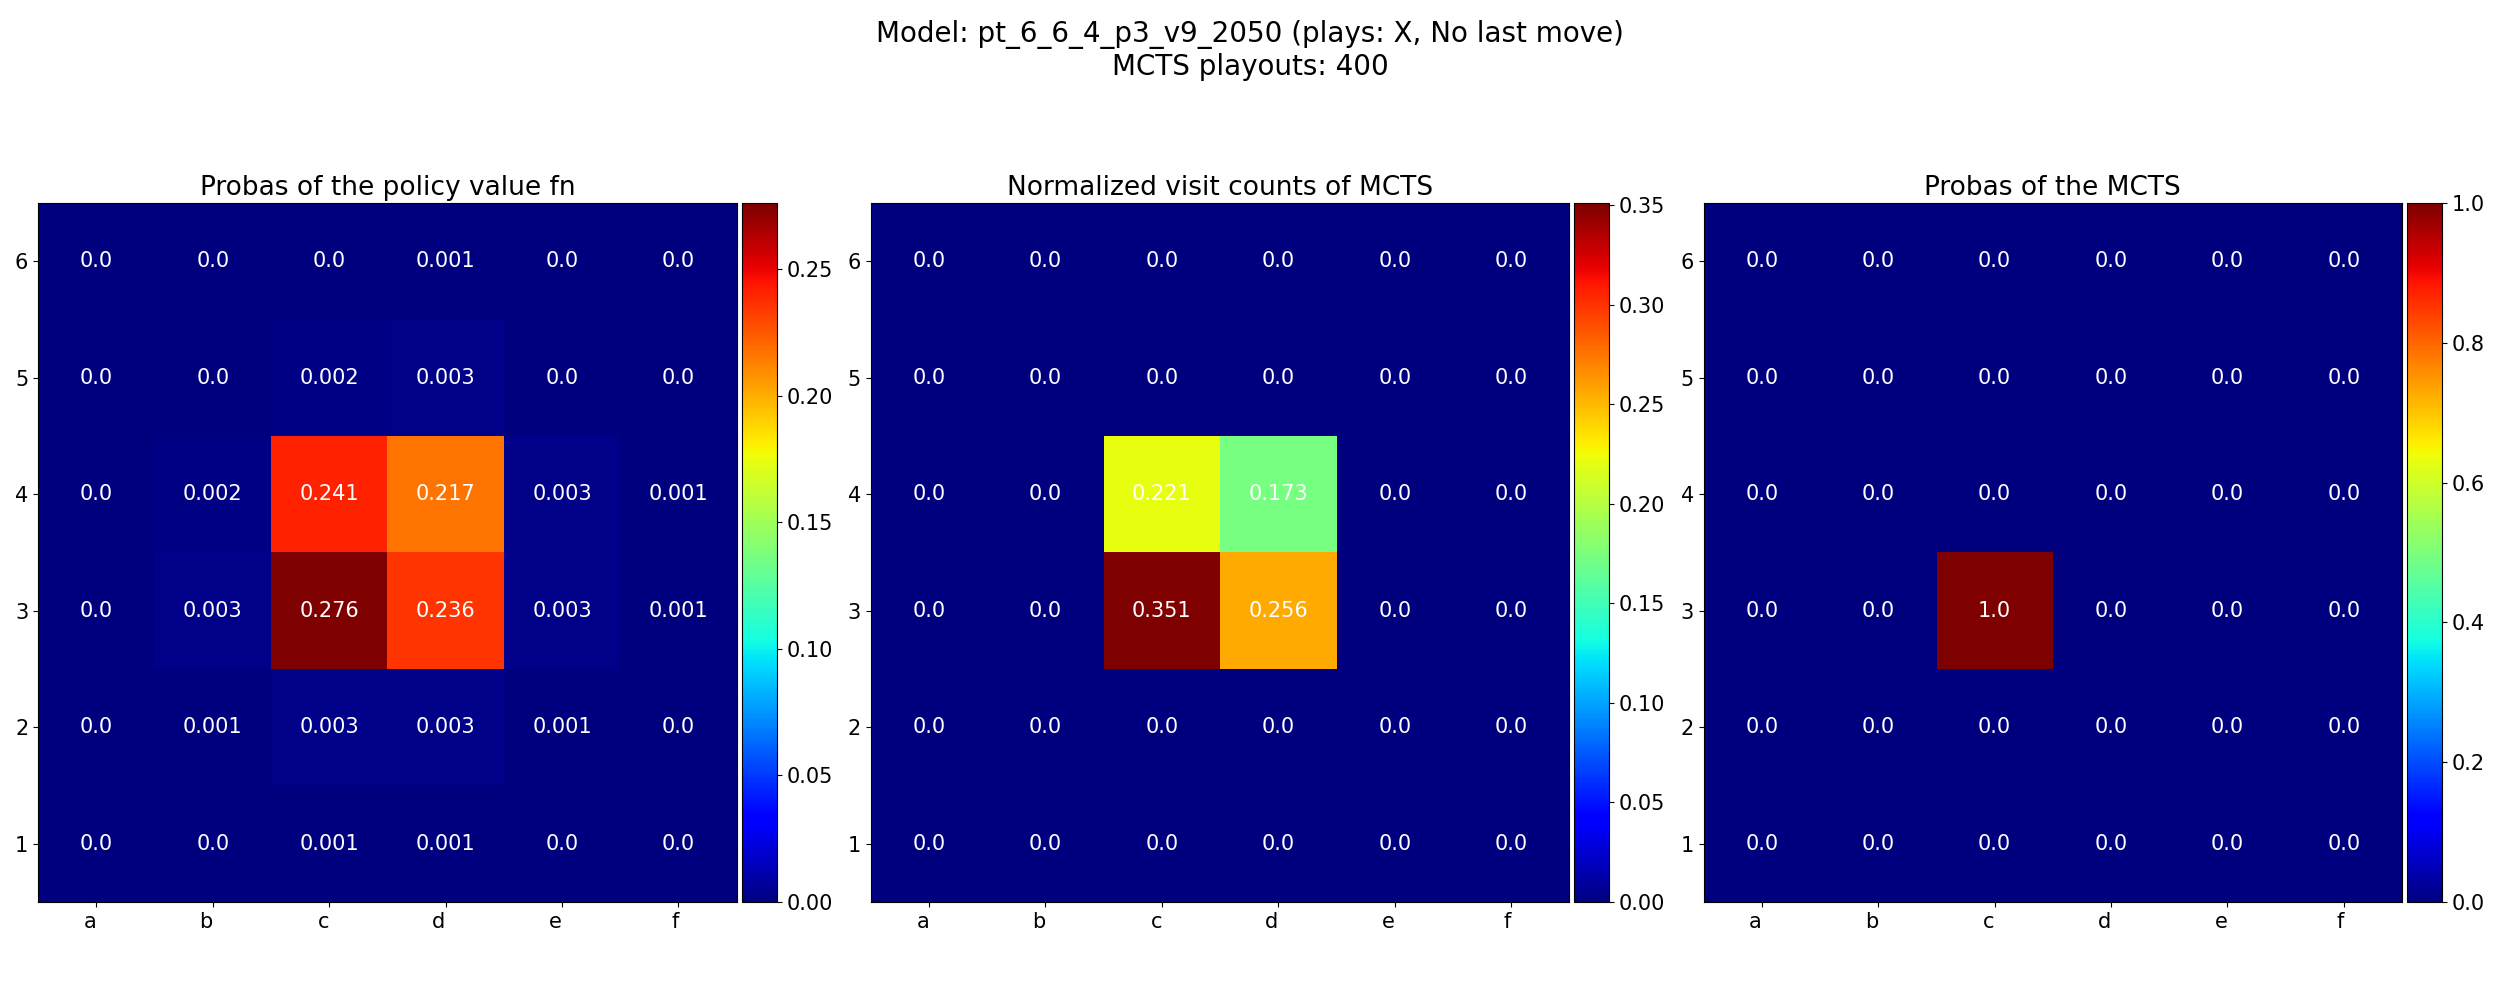 Model: pt_6_6_4_p3_v9_2050 (plays: X, No last move)
MCTS playouts: 400
Probas of the policy value fn
6 0.0 0.0 0.0 0.001 0.0 0.0
5 0.0 0.0 0.002 0.003 0.0 0.0
4 0.0 0.002 0.241 0.217 0.003 0.001
3 0.0 0.003 0.276 0.236 0.003 0.001
2 0.0 0.001 0.003 0.003 0.001 0.0
1 0.0 0.0 0.001 0.001 0.0 0.0
a b c d e f
0.25
0.20
0.15
0.10
0.05
0.00
Normalized visit counts of MCTS
6 0.0 0.0 0.0 0.0 0.0 0.0
5 0.0 0.0 0.0 0.0 0.0 0.0
4 0.0 0.0 0.221 0.173 0.0 0.0
3 0.0 0.0 0.351 0.256 0.0 0.0
2 0.0 0.0 0.0 0.0 0.0 0.0
1 0.0 0.0 0.0 0.0 0.0 0.0
a b c d e f
0.35
0.30
0.25
0.20
0.15
0.10
0.05
0.00
Probas of the MCTS
6 0.0 0.0 0.0 0.0 0.0 0.0
5 0.0 0.0 0.0 0.0 0.0 0.0
4 0.0 0.0 0.0 0.0 0.0 0.0
3 0.0 0.0 1.0 0.0 0.0 0.0
2 0.0 0.0 0.0 0.0 0.0 0.0
1 0.0 0.0 0.0 0.0 0.0 0.0
a b c d e f
1.0
0.8
0.6
0.4
0.2
0.0